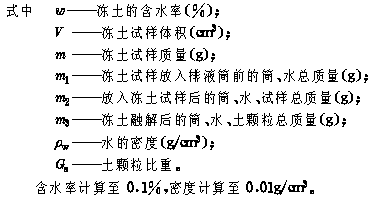 式中 w——冻土的含水率(%);
V ——冻土试样体积(cm³);
m ——冻土试样质量(g);
m₁——冻土试样放入排液筒前的筒、水总质量(g);
m₂——放入冻土试样后的筒、水、试样总质量(g);
m₃——冻土融解后的筒、水、土颗粒总质量(g);
ρw——水的密度(g/cm³);
Gs——土颗粒比重。
含水率计算至 0.1%,密度计算至 0.01g/cm³。